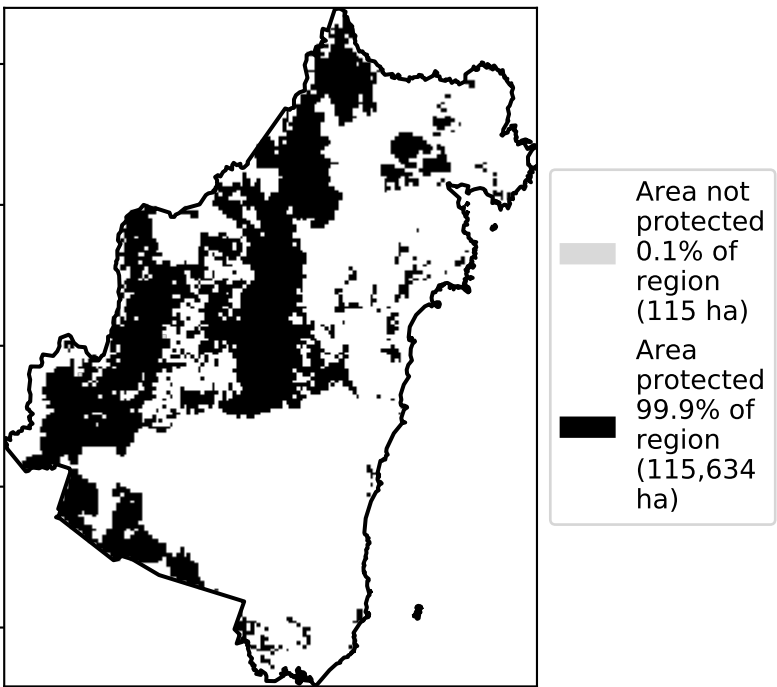 Area not
protected
0.1% of
region
(115 ha)
Area
protected
99.9% of
region
(115,634
ha)